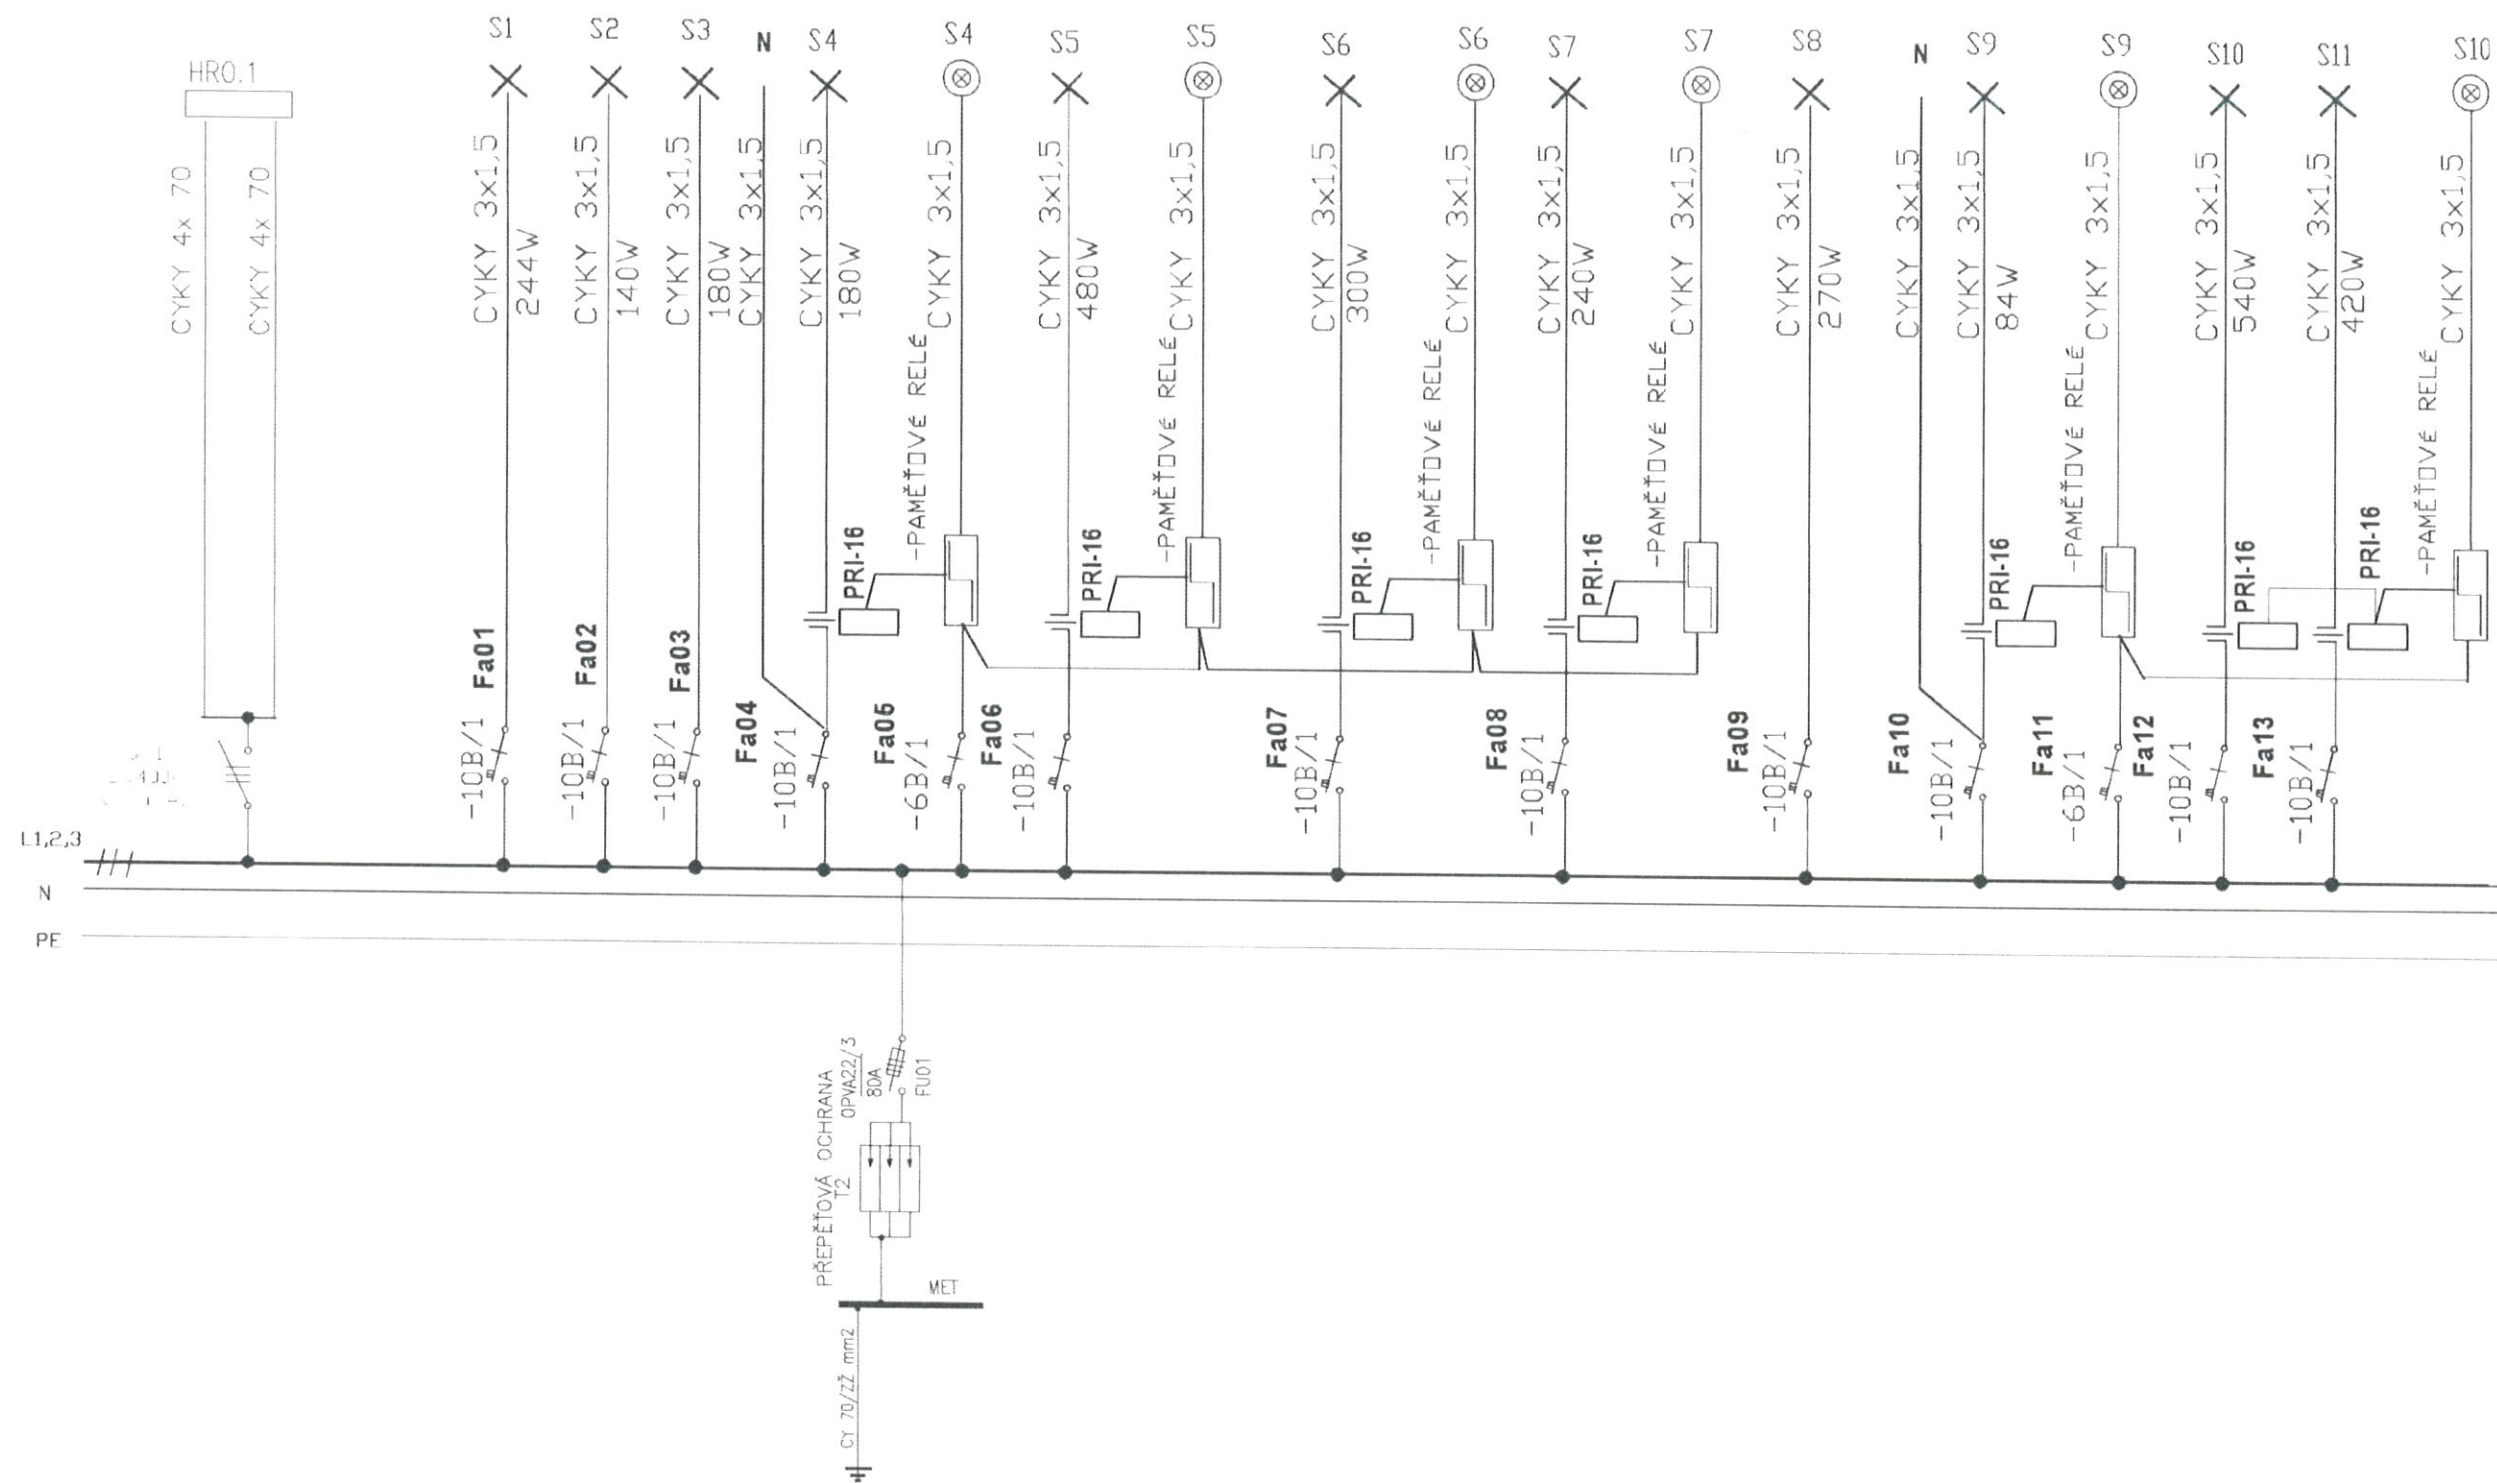 HR0.1
S1
S2
S3
N
S4
S4
S5
S5
S6
S6
S7
S7
S8
N
S9
S9
S10
S11
S10
CYKY 4x 70
CYKY 4x 70
CYKY 3x1,5
244W
CYKY 3x1,5
140W
CYKY 3x1,5
180W
CYKY 3x1,5
CYKY 3x1,5
180W
CYKY 3x1,5
CYKY 3x1,5
480W
CYKY 3x1,5
CYKY 3x1,5
300W
CYKY 3x1,5
CYKY 3x1,5
240W
CYKY 3x1,5
CYKY 3x1,5
270W
CYKY 3x1,5
CYKY 3x1,5
84W
CYKY 3x1,5
CYKY 3x1,5
540W
CYKY 3x1,5
420W
CYKY 3x1,5
PRI-16
-PAMĚŤOVÉ RELÉ
PRI-16
-PAMĚŤOVÉ RELÉ
PRI-16
-PAMĚŤOVÉ RELÉ
PRI-16
-PAMĚŤOVÉ RELÉ
PRI-16
-PAMĚŤOVÉ RELÉ
PRI-16
PRI-16
-PAMĚŤOVÉ RELÉ
Fa01
-10B/1
Fa02
-10B/1
Fa03
-10B/1
Fa04
-10B/1
Fa05
-6B/1
Fa06
-10B/1
Fa07
-10B/1
Fa08
-10B/1
Fa09
-10B/1
Fa10
-10B/1
Fa11
-6B/1
Fa12
-10B/1
Fa13
-10B/1
L1,2,3
N
PE
PŘEPĚŤOVÁ OCHRANA
T2
OPVA22/3
80A
FU01
MET
CY 70/ZŽ mm2